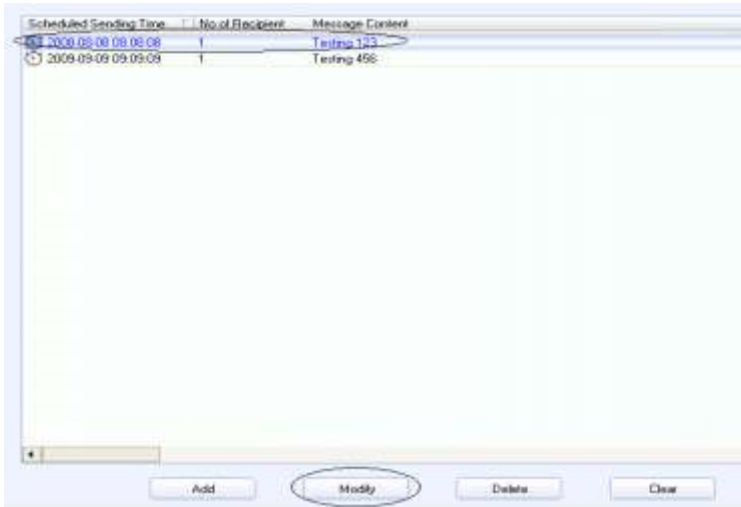 Scheduled Sending Time No.of Recipient Message Content
2008-08-08 08:08:08 1 Testing 123
2009-09-09 09:09:09 1 Testing 456
Add Modify Delete Clear